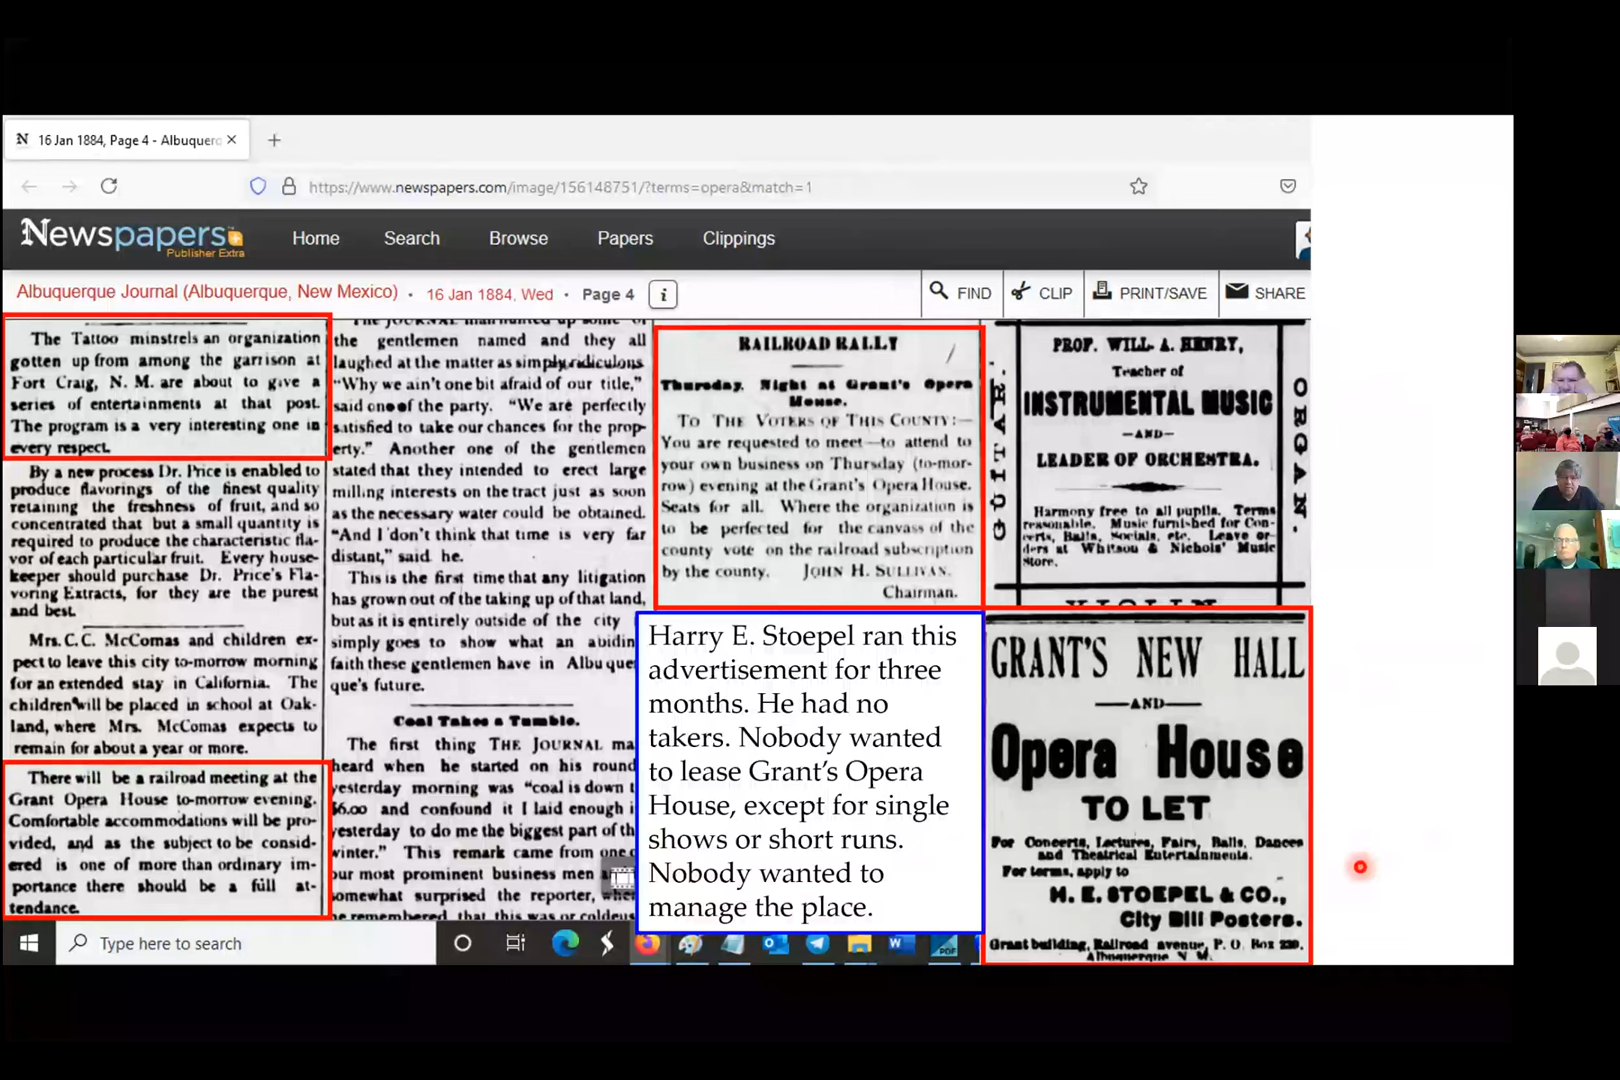 16 Jan 1884, Page 4 - Albuquerq
https://www.newspapers.com/image/156148751/?terms=opera&match=1
Newspapers
Publisher Extra
Home
Search
Browse
Papers
Clippings
Albuquerque Journal (Albuquerque, New Mexico) · 16 Jan 1884, Wed · Page 4
FIND
CLIP
PRINT/SAVE
SHARE
The Tattoo minstrels an organization
gotten up from among the garrison at
Fort Craig, N. M. are about to give a
series of entertainments at that post.
The program is a very interesting one in
every respect.
By a new process Dr. Price is enabled to
produce flavorings of the finest quality
retaining the freshness of fruit, and so
concentrated that but a small quantity is
required to produce the characteristic fla-
vor of each particular fruit. Every house-
keeper should purchase Dr. Price's Fla-
voring Extracts, for they are the purest
and best.
Mrs. C. C. McComas and children ex-
pect to leave this city to-morrow morning
for an extended stay in California. The
children will be placed in school at Oak-
land, where Mrs. McComas expects to
remain for about a year or more.
There will be a railroad meeting at the
Grant Opera House to-morrow evening.
Comfortable accommodations will be pro-
vided, and as the subject to be consid-
ered is one of more than ordinary im-
portance there should be a full at-
tendance.
The JOURNAL man hunted up some of
the gentlemen named and they all
laughed at the matter as simply ridiculous
"Why we ain't one bit afraid of our title,"
said one of the party. "We are perfectly
satisfied to take our chances for the prop-
erty." Another one of the gentlemen
stated that they intended to erect large
milling interests on the tract just as soon
as the necessary water could be obtained.
"And I don't think that time is very far
distant," said he.
This is the first time that any litigation
has grown out of the taking up of that land,
but as it is entirely outside of the city
simply goes to show what an abidin
faith these gentlemen have in Albuque
que's future.
Coal Takes a Tumble.
The first thing THE JOURNAL ma
heard when he started on his round
yesterday morning was "coal is down t
$6.00 and confound it I laid enough i
yesterday to do me the biggest part of th
winter." This remark came from one o
our most prominent business men a
somewhat surprised the reporter, whe
he remembered that this was or coldes
RAILROAD RALLY
Thursday Night at Grant's Opera
House.
TO THE VOTERS OF THIS COUNTY:—
You are requested to meet—to attend to
your own business on Thursday (to-mor-
row) evening at the Grant's Opera House.
Seats for all. Where the organization is
to be perfected for the canvass of the
county vote on the railroad subscription
by the county. JOHN H. SULLIVAN.
Chairman.
Harry E. Stoepel ran this
advertisement for three
months. He had no
takers. Nobody wanted
to lease Grant's Opera
House, except for single
shows or short runs.
Nobody wanted to
manage the place.
GUITAR.
PROF. WILL A. HENRY,
Teacher of
INSTRUMENTAL MUSIC
—AND—
LEADER OF ORCHESTRA.
Harmony free to all pupils. Terms
reasonable. Music furnished for Con-
certs, Balls, Socials, etc. Leave or-
ders at Whitson & Nichols' Music
Store.
ORGAN.
VIOLIN
GRANT'S NEW HALL
—AND—
Opera House
TO LET
For Concerts, Lectures, Fairs, Balls, Dances
and Theatrical Entertainments.
For terms, apply to
H. E. STOEPEL & CO.,
City Bill Posters.
Grant building, Railroad avenue, P. O. Box 230,
Albuquerque N. M.
Type here to search